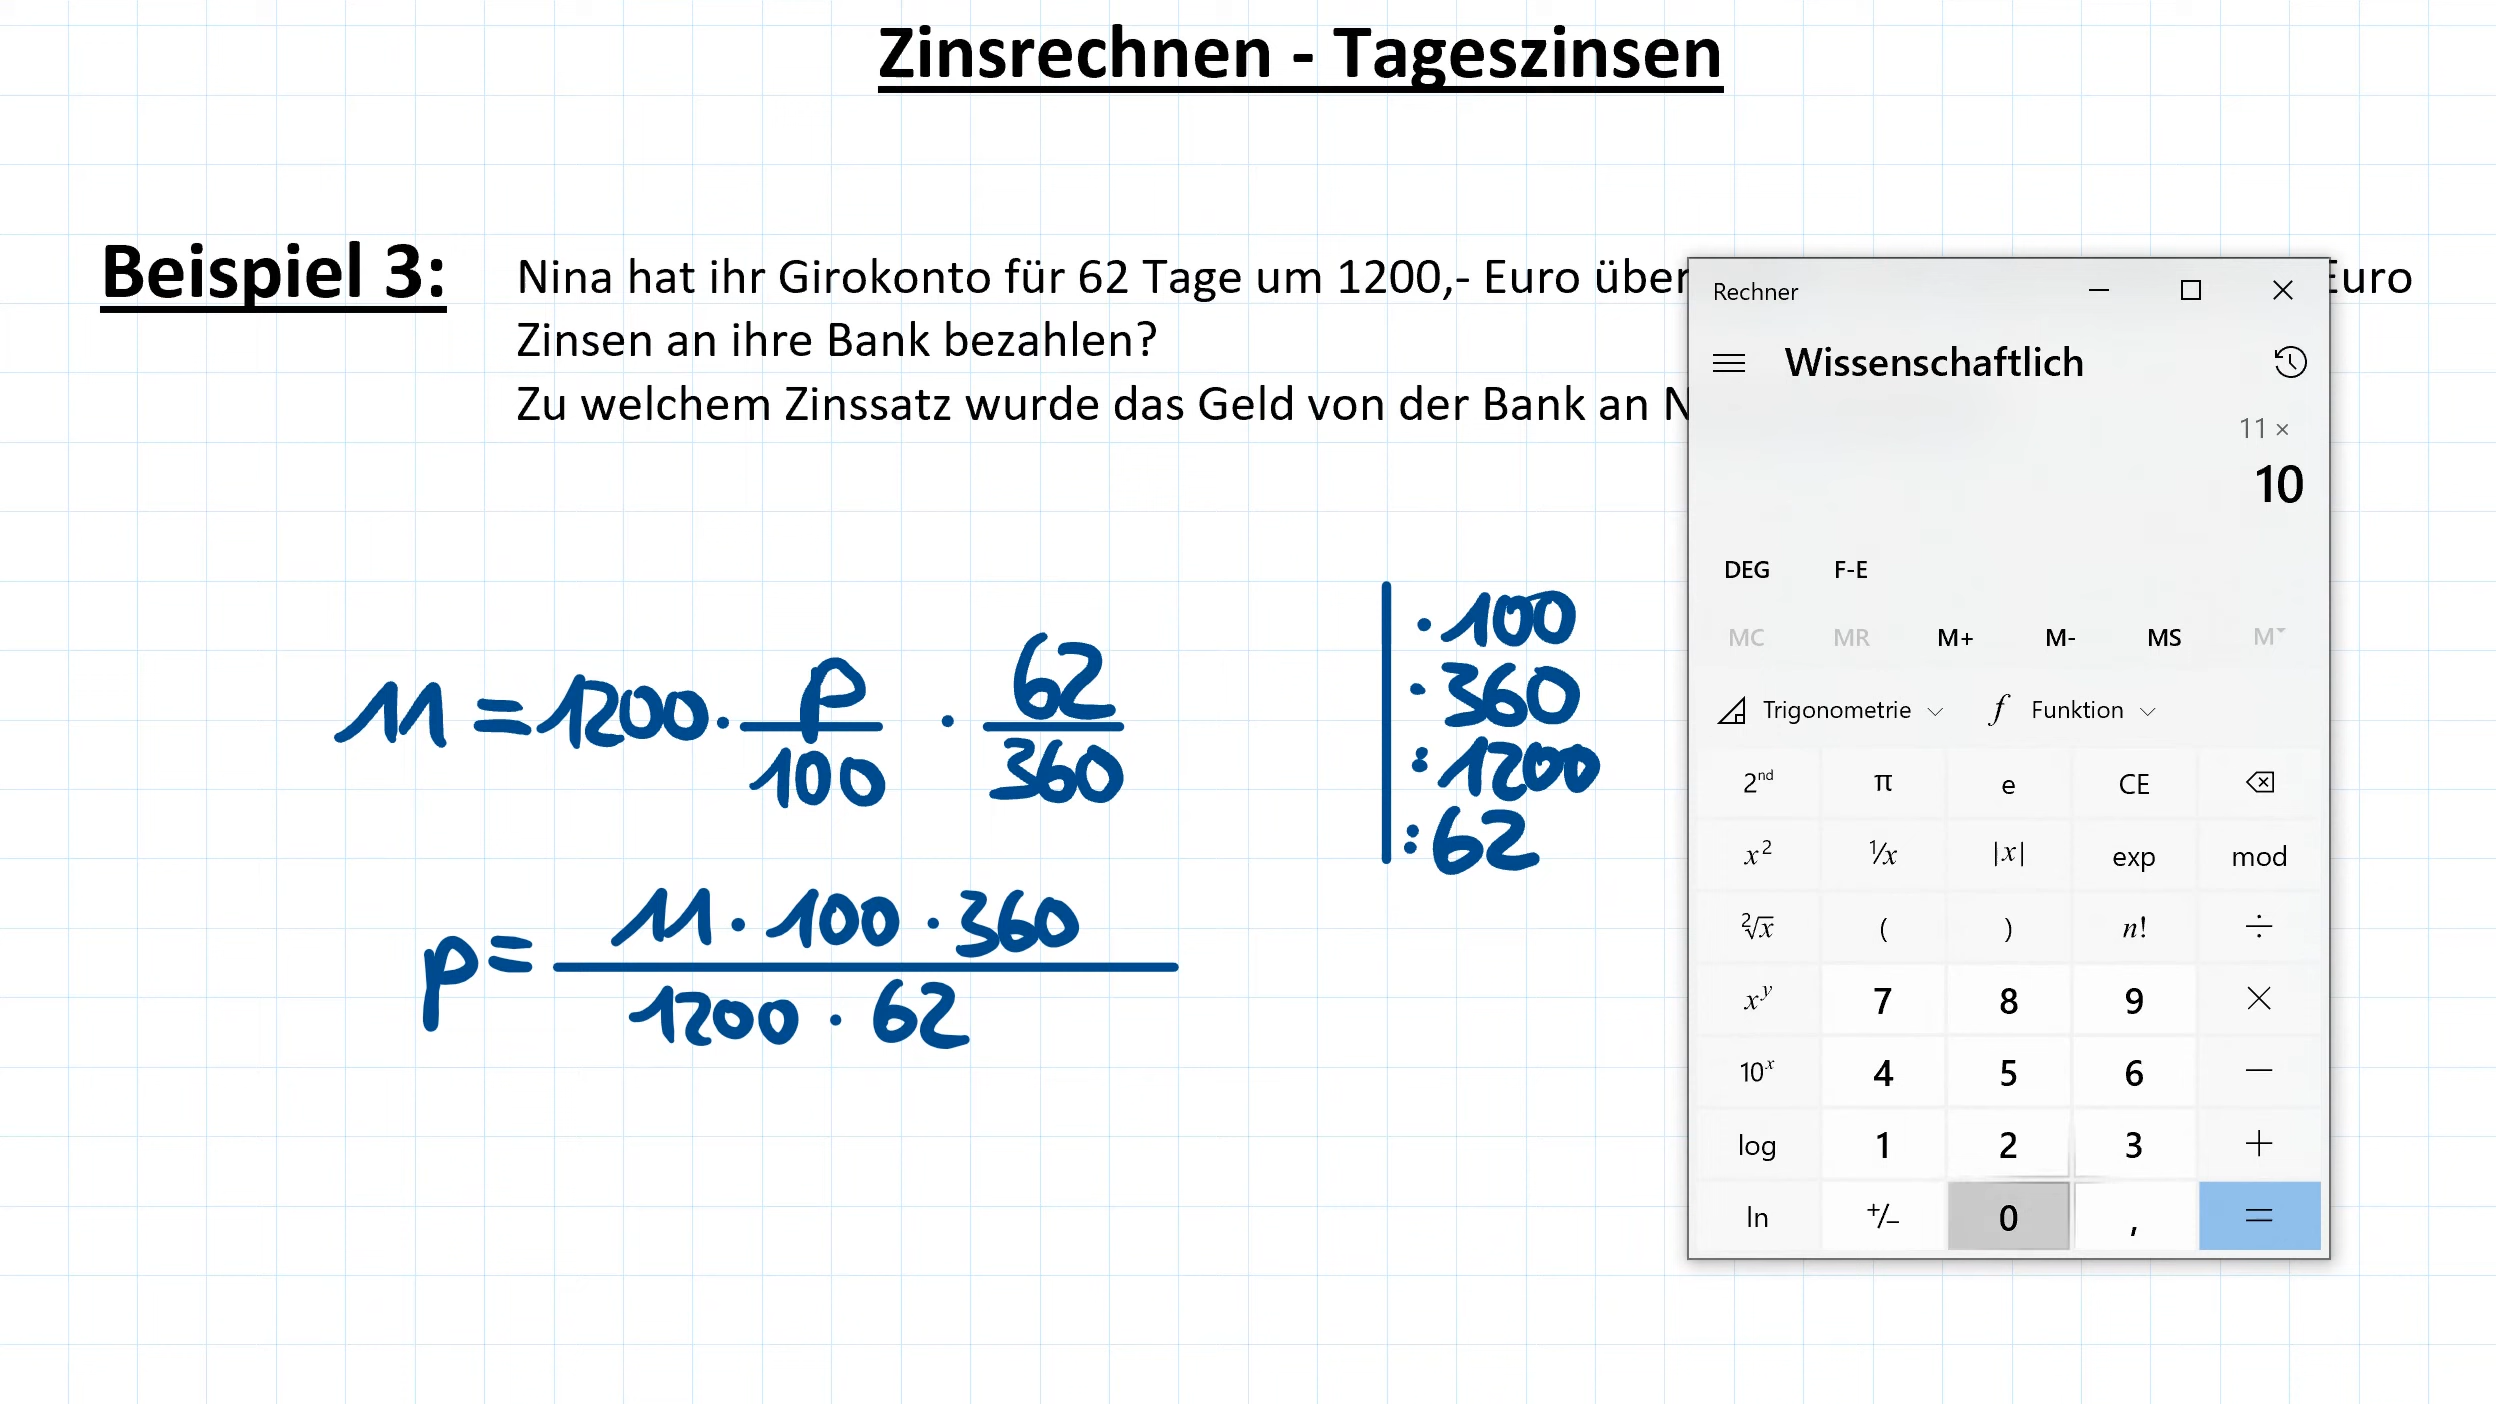 Zinsrechnen - Tageszinsen
Beispiel 3:
Nina hat ihr Girokonto für 62 Tage um 1200,- Euro über Euro
Zinsen an ihre Bank bezahlen?
Zu welchem Zinssatz wurde das Geld von der Bank an N
11 = 1200 · p/100 · 62/360
· 100
· 360
: 1200
: 62
p = 11 · 100 · 360 / 1200 · 62
Rechner
Wissenschaftlich
11 ×
10
DEG F-E
MC MR M+ M- MS M˅
Trigonometrie f Funktion
2nd π e CE
x² ¹/x |x| exp mod
²√x ( ) n! ÷
xʸ 7 8 9 ×
10ˣ 4 5 6 −
log 1 2 3 +
ln +/− 0 , =